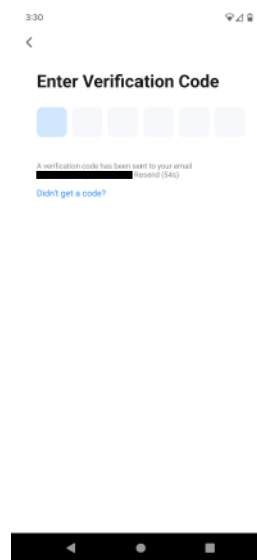 3:30
Enter Verification Code
A verification code has been sent to your email
Resend (54s)
Didn't get a code?